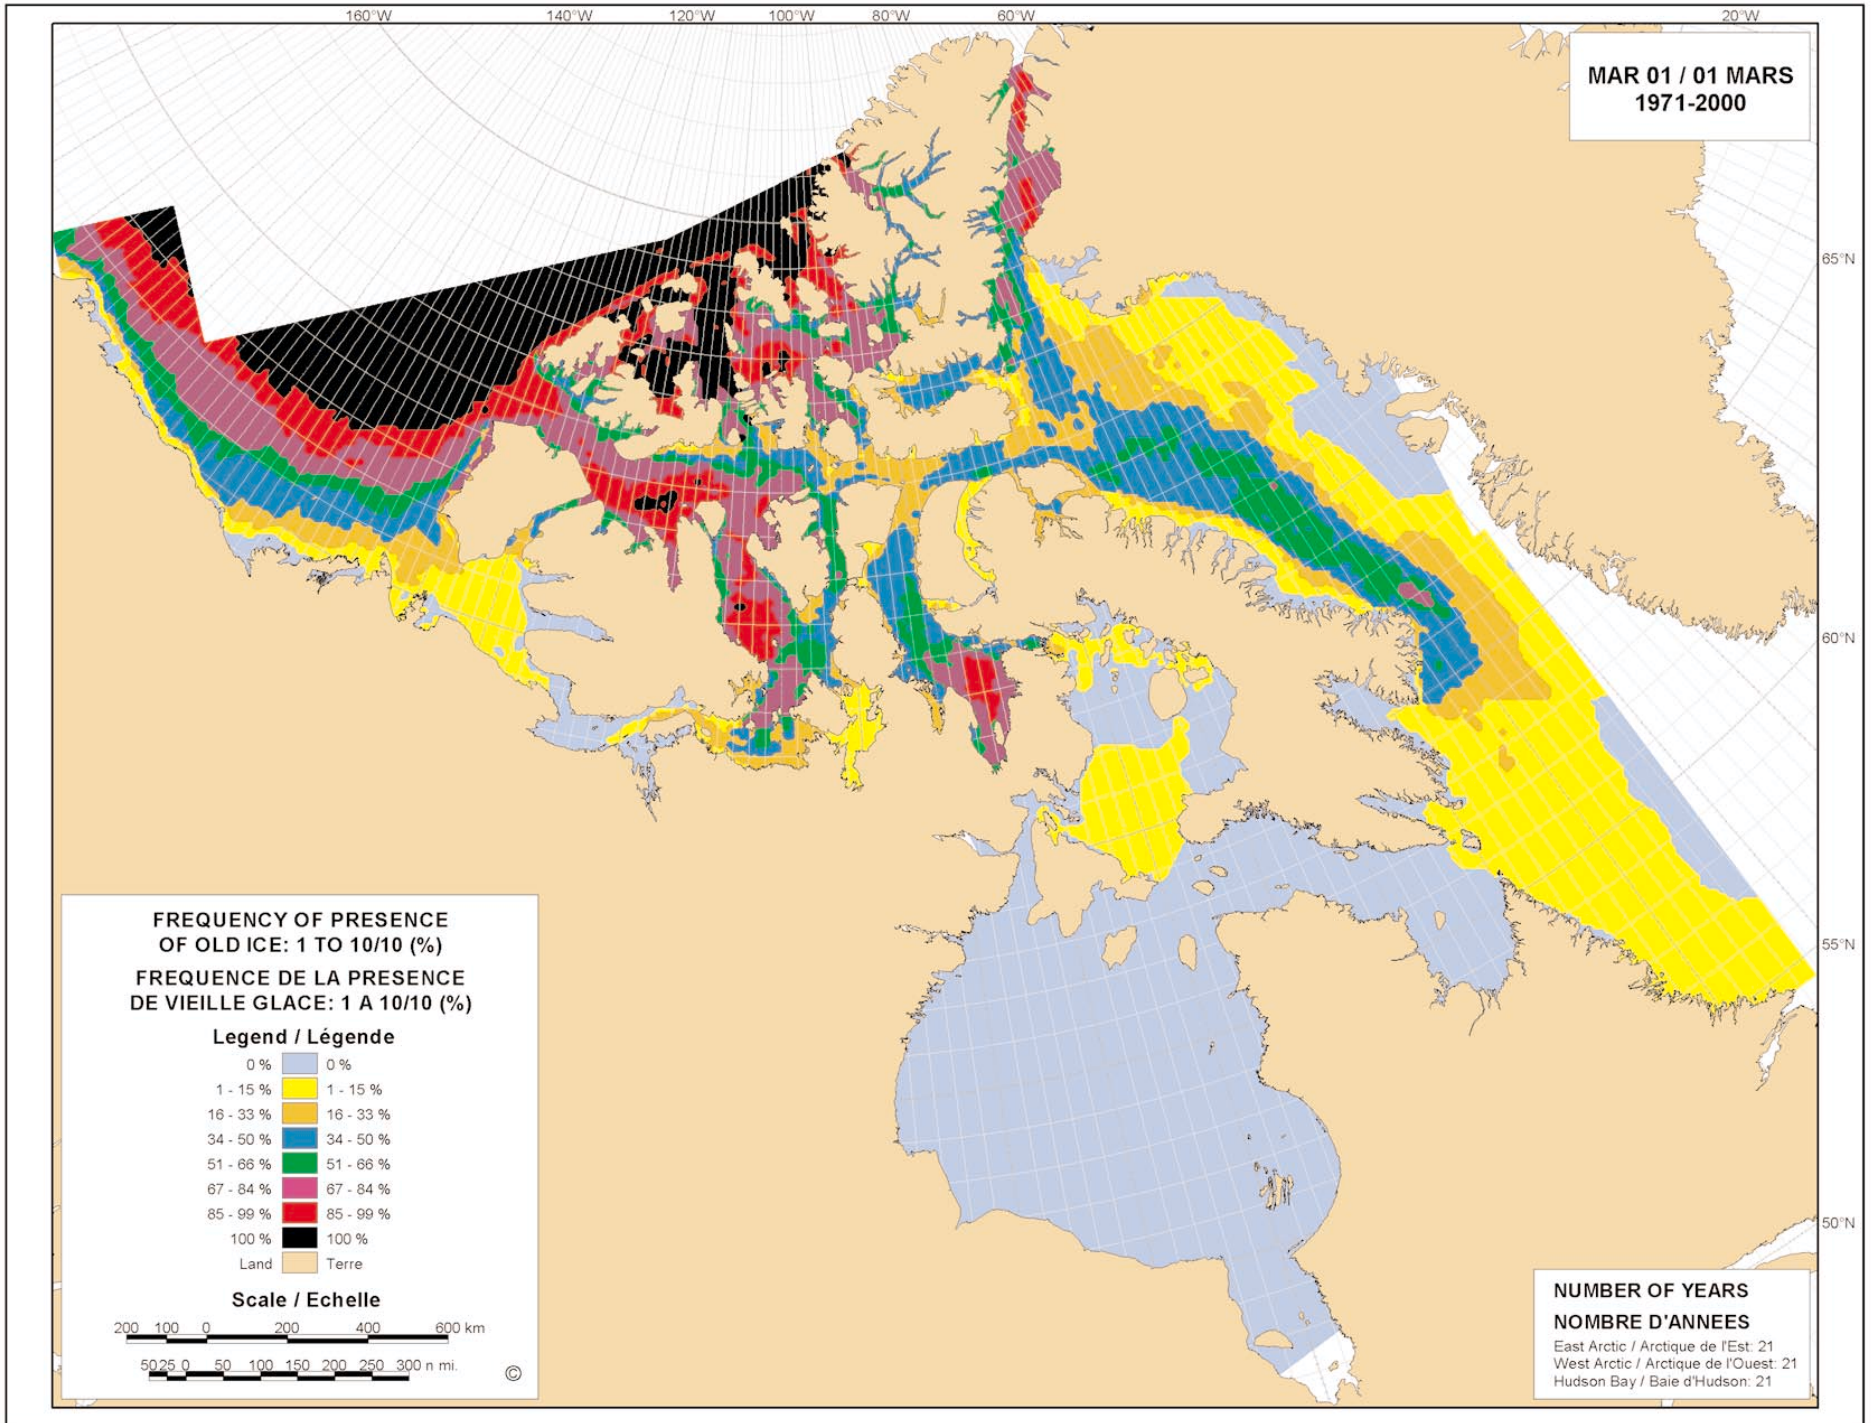 160°W 140°W 120°W 100°W 80°W 60°W 20°W
MAR 01 / 01 MARS
1971-2000
65°N
60°N
55°N
50°N
FREQUENCY OF PRESENCE
OF OLD ICE: 1 TO 10/10 (%)
FREQUENCE DE LA PRESENCE
DE VIEILLE GLACE: 1 A 10/10 (%)
Legend / Légende
0 % 0 %
1 - 15 % 1 - 15 %
16 - 33 % 16 - 33 %
34 - 50 % 34 - 50 %
51 - 66 % 51 - 66 %
67 - 84 % 67 - 84 %
85 - 99 % 85 - 99 %
100 % 100 %
Land Terre
Scale / Echelle
200 100 0 200 400 600 km
50 25 0 50 100 150 200 250 300 n mi.
©
NUMBER OF YEARS
NOMBRE D'ANNEES
East Arctic / Arctique de l'Est: 21
West Arctic / Arctique de l'Ouest: 21
Hudson Bay / Baie d'Hudson: 21